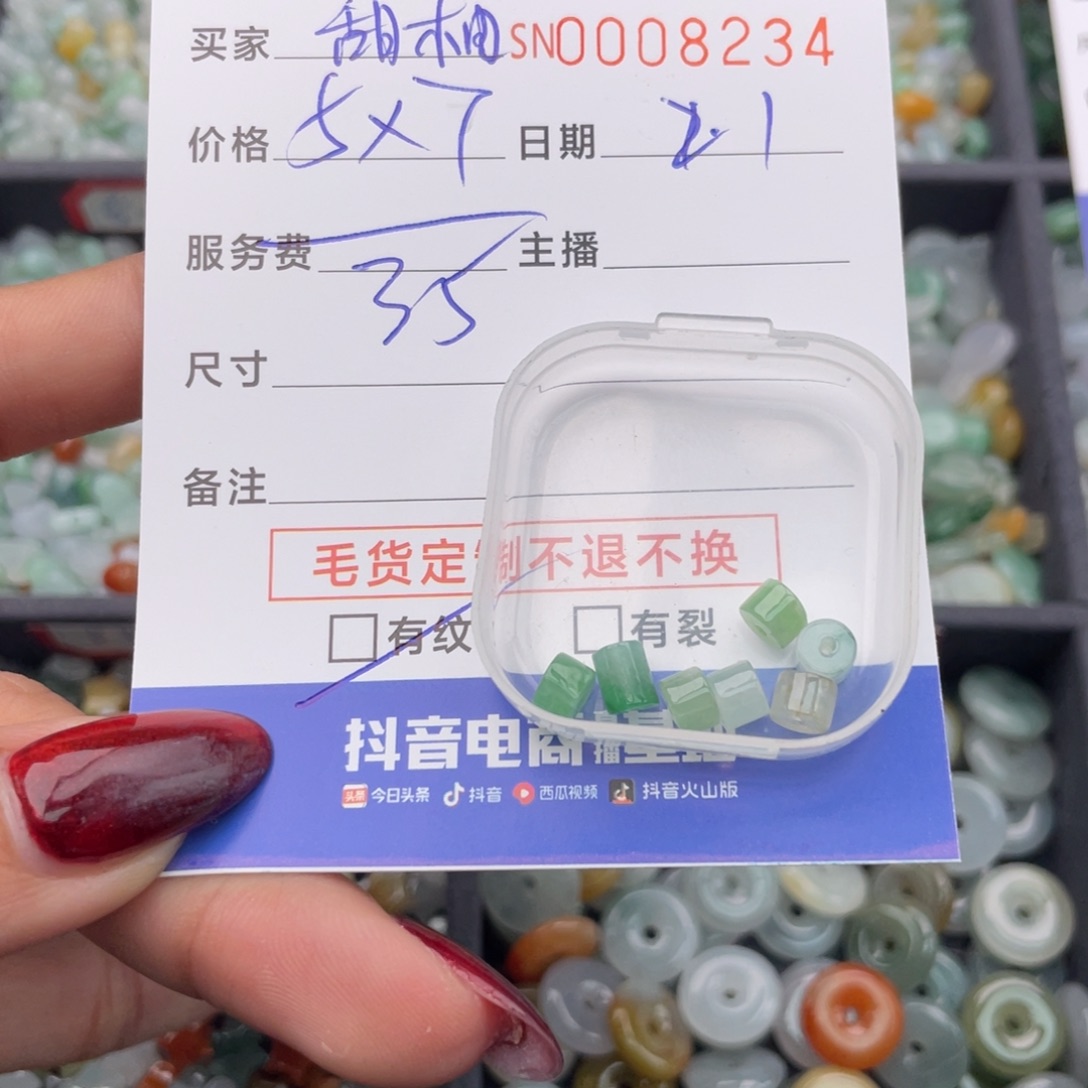 买家 甜柚 SN0008234
价格 5×7 日期 2.1
服务费 35 主播
尺寸
备注
毛货定制不退不换
有纹 有裂
抖音电商
今日头条 抖音 西瓜视频 抖音火山版